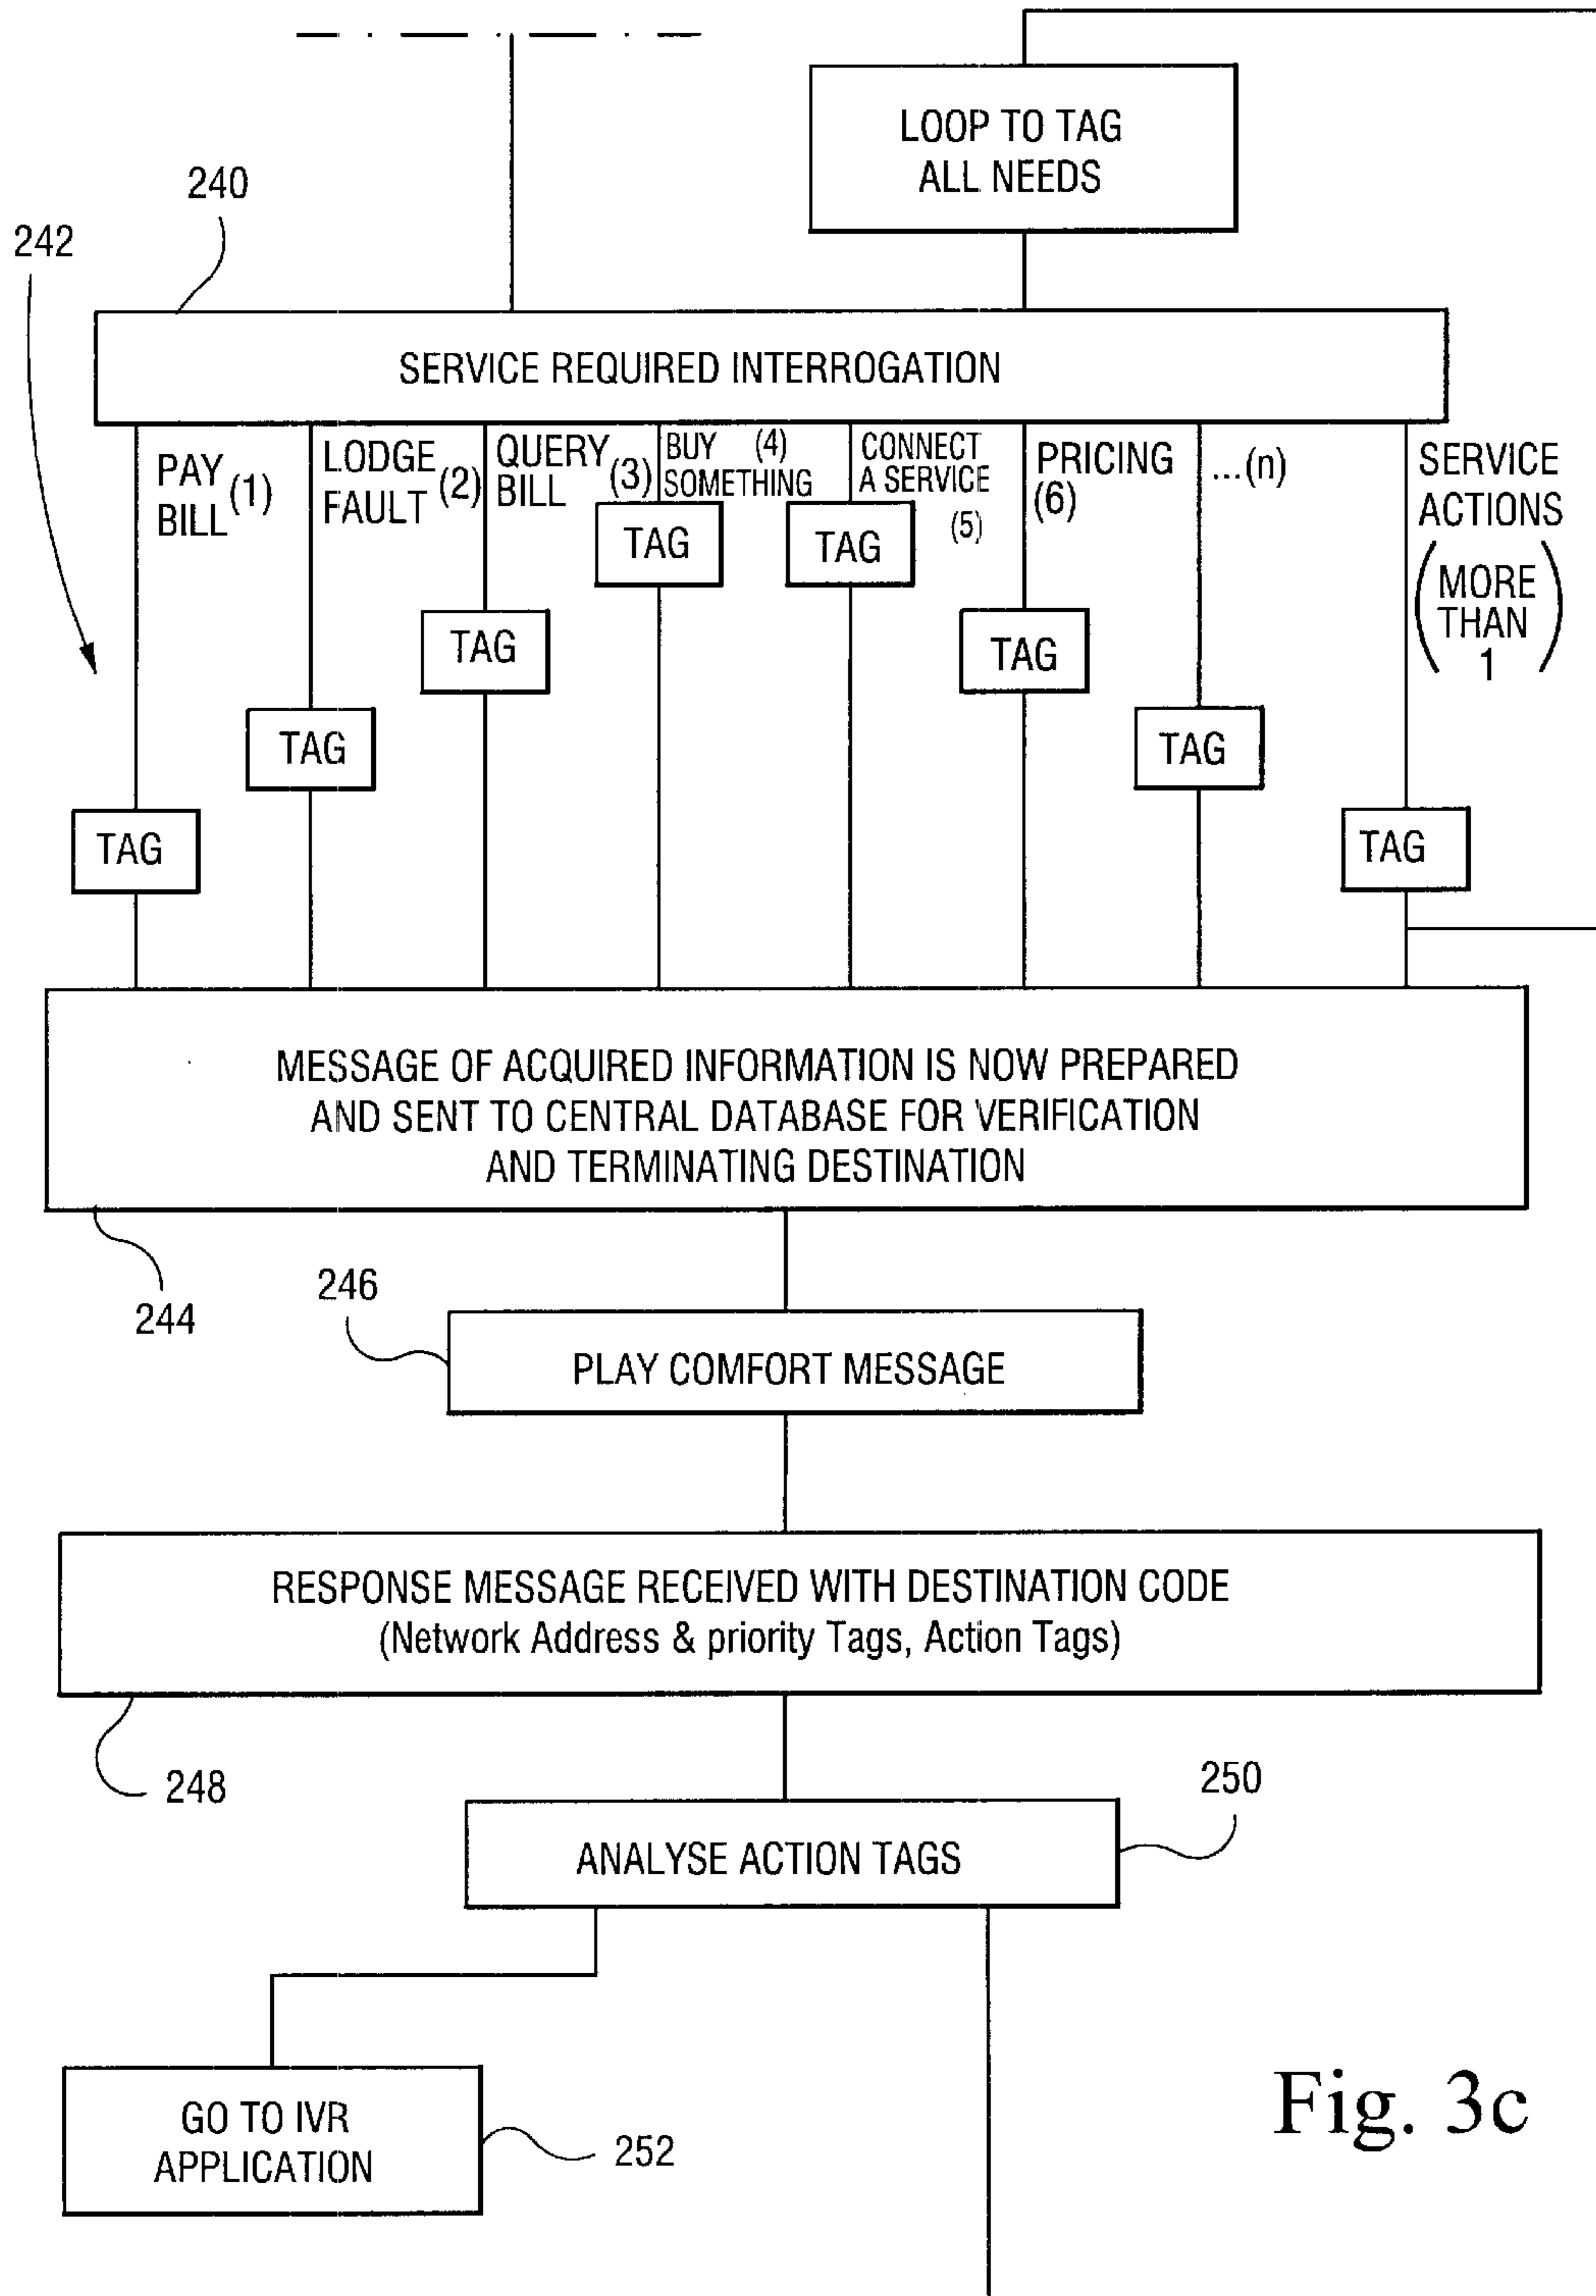 LOOP TO TAG
ALL NEEDS
240
242
SERVICE REQUIRED INTERROGATION
PAY
BILL (1)
LODGE
FAULT (2)
QUERY
BILL (3)
BUY (4)
SOMETHING
CONNECT
A SERVICE
(5)
PRICING
(6)
...(n)
SERVICE
ACTIONS
(MORE
THAN
1)
TAG
TAG
TAG
TAG
TAG
TAG
TAG
TAG
MESSAGE OF ACQUIRED INFORMATION IS NOW PREPARED
AND SENT TO CENTRAL DATABASE FOR VERIFICATION
AND TERMINATING DESTINATION
244
246
PLAY COMFORT MESSAGE
RESPONSE MESSAGE RECEIVED WITH DESTINATION CODE
(Network Address & priority Tags, Action Tags)
248
250
ANALYSE ACTION TAGS
GO TO IVR
APPLICATION
252
Fig. 3c